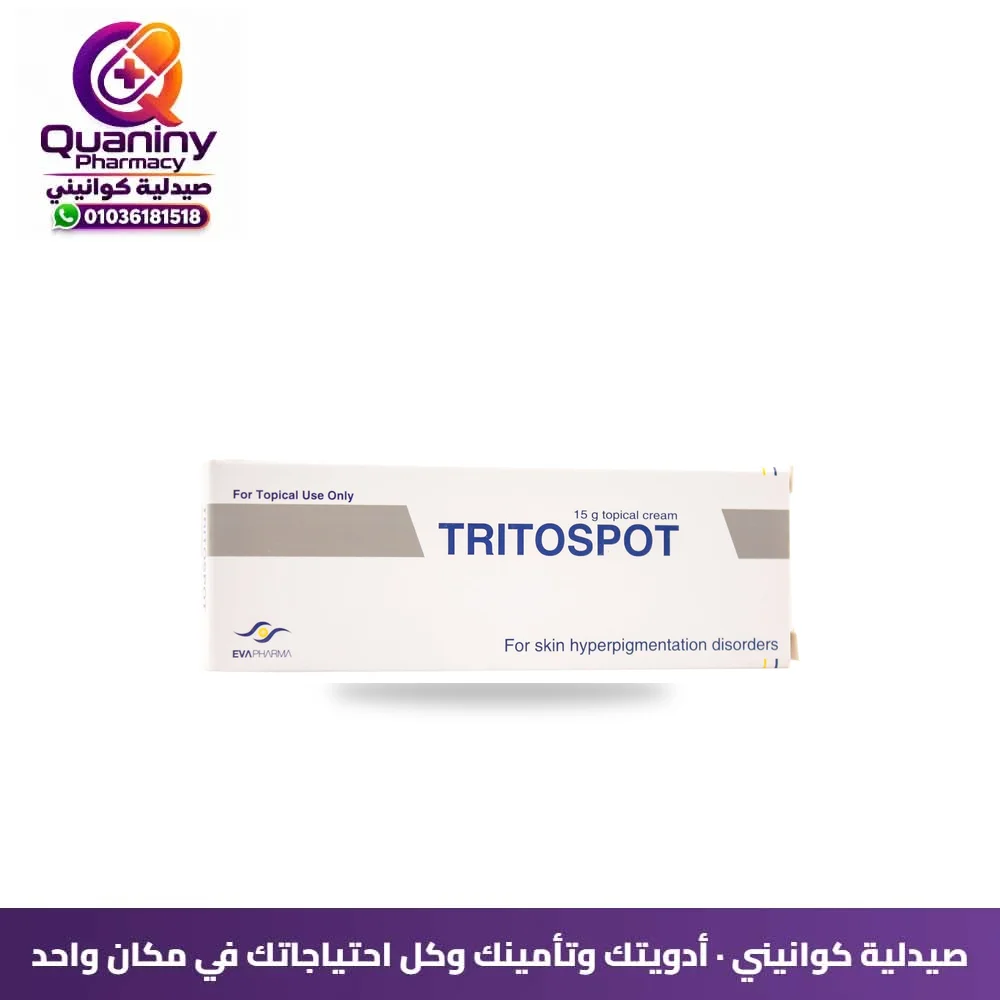 Quaniny
Pharmacy
صيدلية كوانيني
01036181518
For Topical Use Only
15 g topical cream
TRITOSPOT
EVAPHARMA
For skin hyperpigmentation disorders
صيدلية كوانيني · أدويتك وتأمينك وكل احتياجاتك في مكان واحد